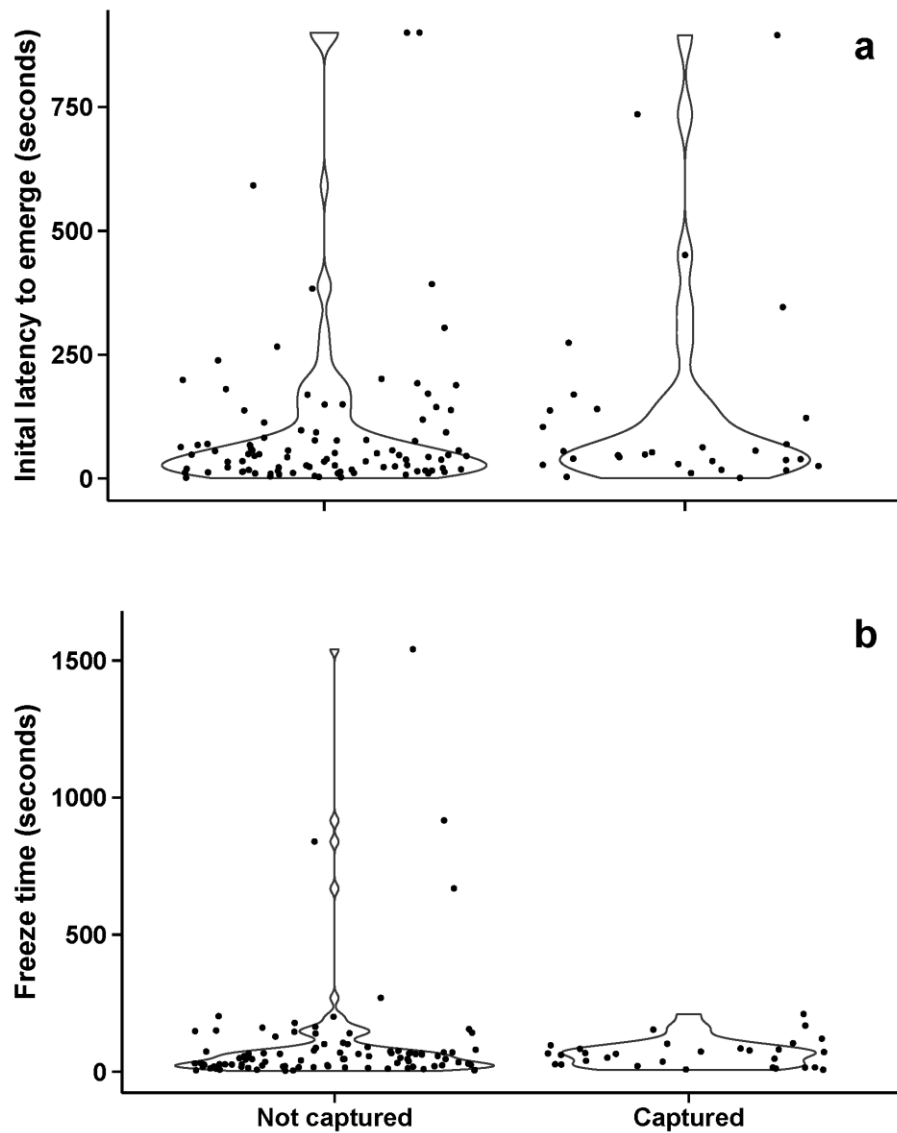 a
Inital latency to emerge (seconds)
750
500
250
0
b
Freeze time (seconds)
1500
1000
500
0
Not captured
Captured